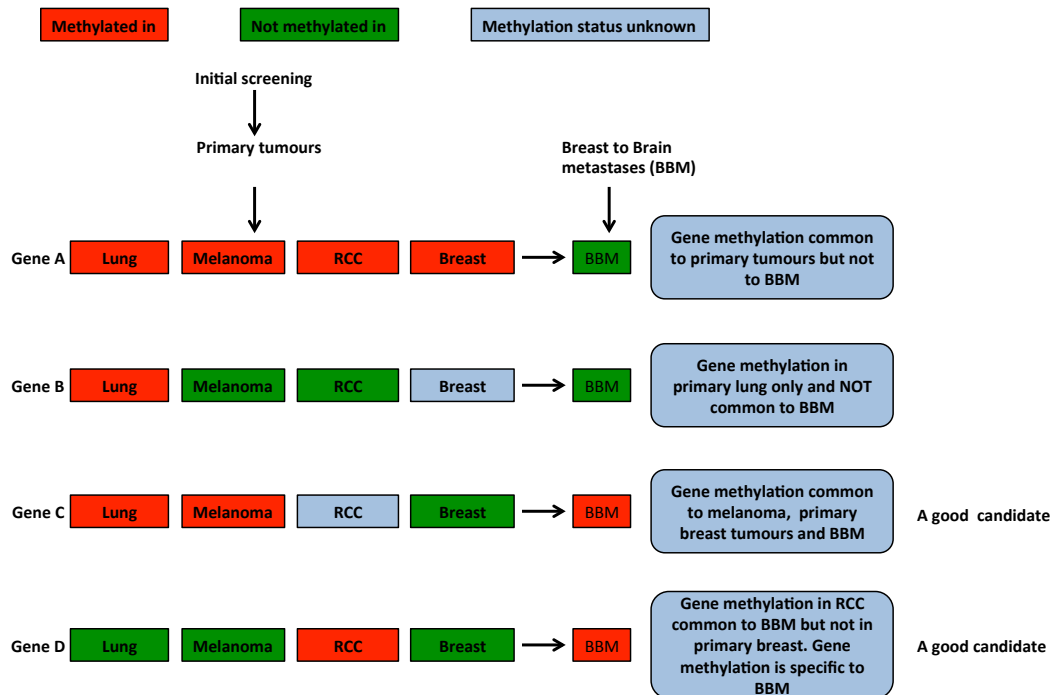 Methylated in
Not methylated in
Methylation status unknown
Initial screening
Primary tumours
Breast to Brain
metastases (BBM)
Gene A
Lung
Melanoma
RCC
Breast
BBM
Gene methylation common
to primary tumours but not
to BBM
Gene B
Lung
Melanoma
RCC
Breast
BBM
Gene methylation in
primary lung only and NOT
common to BBM
Gene C
Lung
Melanoma
RCC
Breast
BBM
Gene methylation common
to melanoma, primary
breast tumours and BBM
A good candidate
Gene D
Lung
Melanoma
RCC
Breast
BBM
Gene methylation in RCC
common to BBM but not in
primary breast. Gene
methylation is specific to
BBM
A good candidate